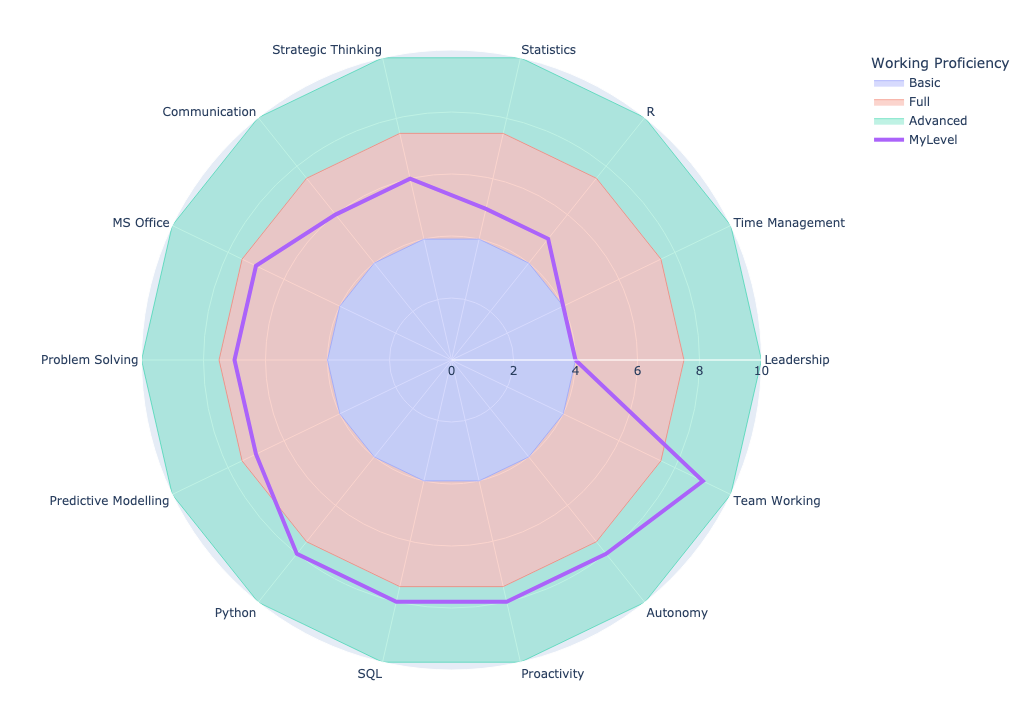 Strategic Thinking
Statistics
Working Proficiency
Basic
Full
Advanced
MyLevel
Communication
R
MS Office
Time Management
Problem Solving
Leadership
0
2
4
6
8
10
Predictive Modelling
Team Working
Python
Autonomy
SQL
Proactivity